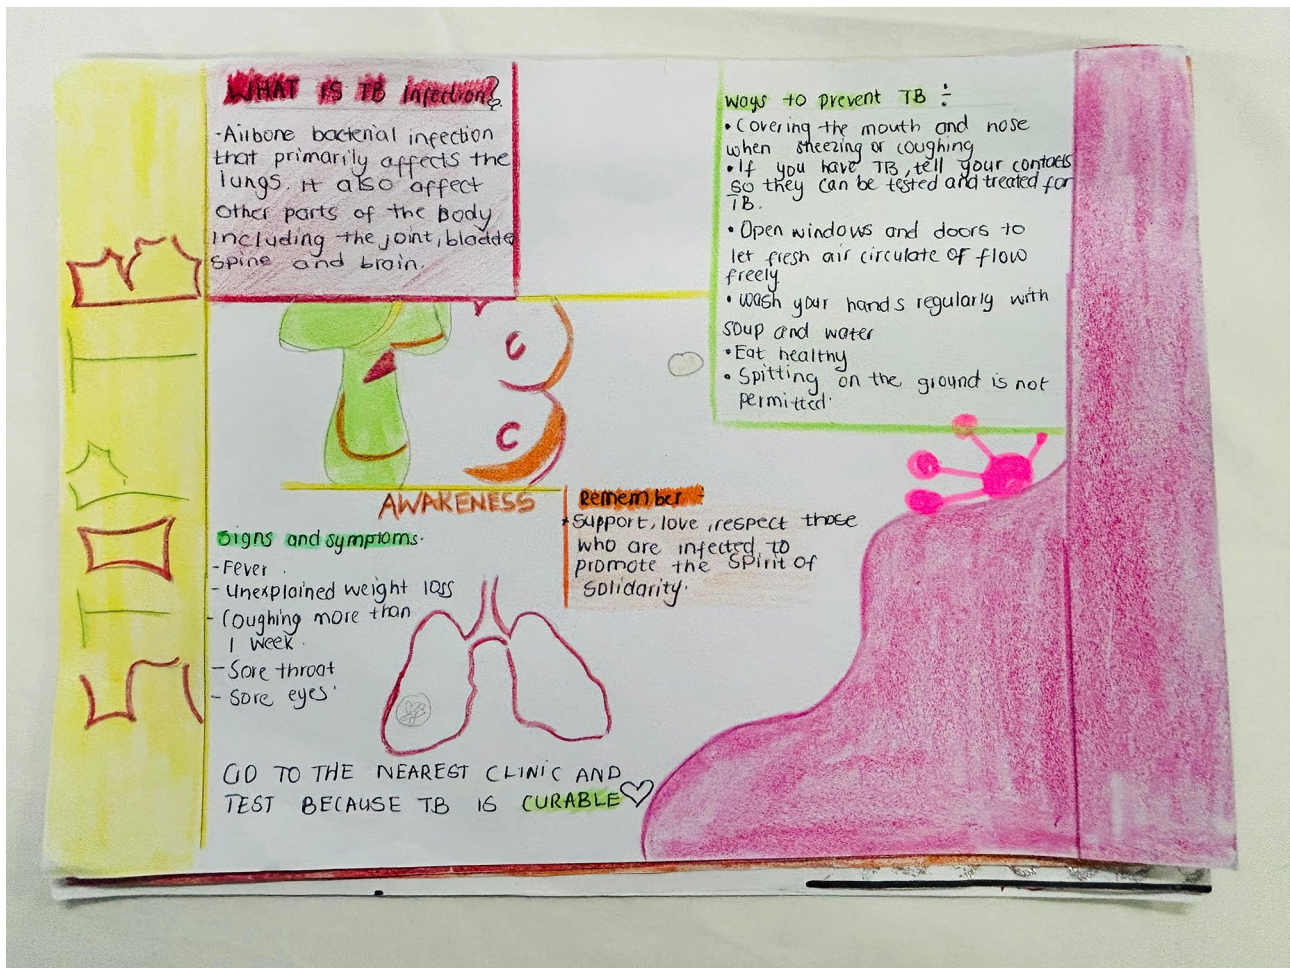 STOP TB
WHAT IS TB infection?
-Airbone bacterial infection
that primarily affects the
lungs. it also affect
other parts of the Body
including the joint, bladder
spine and brain.
TB
AWARENESS
Signs and symptoms.
-Fever.
-Unexplained weight loss
-Coughing more than
1 week.
-Sore throat
-Sore eyes
GO TO THE NEAREST CLINIC AND
TEST BECAUSE TB IS CURABLE
Remember :-
*Support, love, respect those
who are infected to
promote the spirit of
solidarity.
Ways to prevent TB ÷
•Covering the mouth and nose
when sneezing or coughing
•If you have TB, tell your contacts
so they can be tested and treated for
TB.
•Open windows and doors to
let fresh air circulate of flow
freely
•Wash your hands regularly with
soup and water
•Eat healthy
•Spitting on the ground is not
permitted.